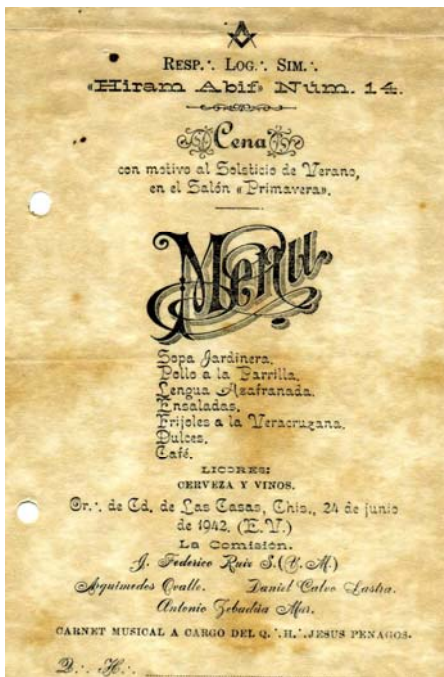 RESP∴ LOG∴ SIM∴
«Hiram Abif» Núm. 14.
Cena
con motivo al Solsticio de Verano,
en el Salón «Primavera».
Menu
Sopa Jardinera.
Pollo a la Parrilla.
Lengua Azafranada.
Ensaladas.
Frijoles a la Veracruzana.
Dulces.
Café.
LICORES:
CERVEZA Y VINOS.
Or∴ de Cd. de Las Casas, Chis., 24 de junio
de 1942. (E.V.)
La Comisión.
J. Federico Ruiz S. (V. M.)
Arquimedes Ovalle. Daniel Calvo Lastra.
Antonio Zebadúa Mar.
CARNET MUSICAL A CARGO DEL Q∴H∴JESUS PENAGOS.
Q∴ H∴